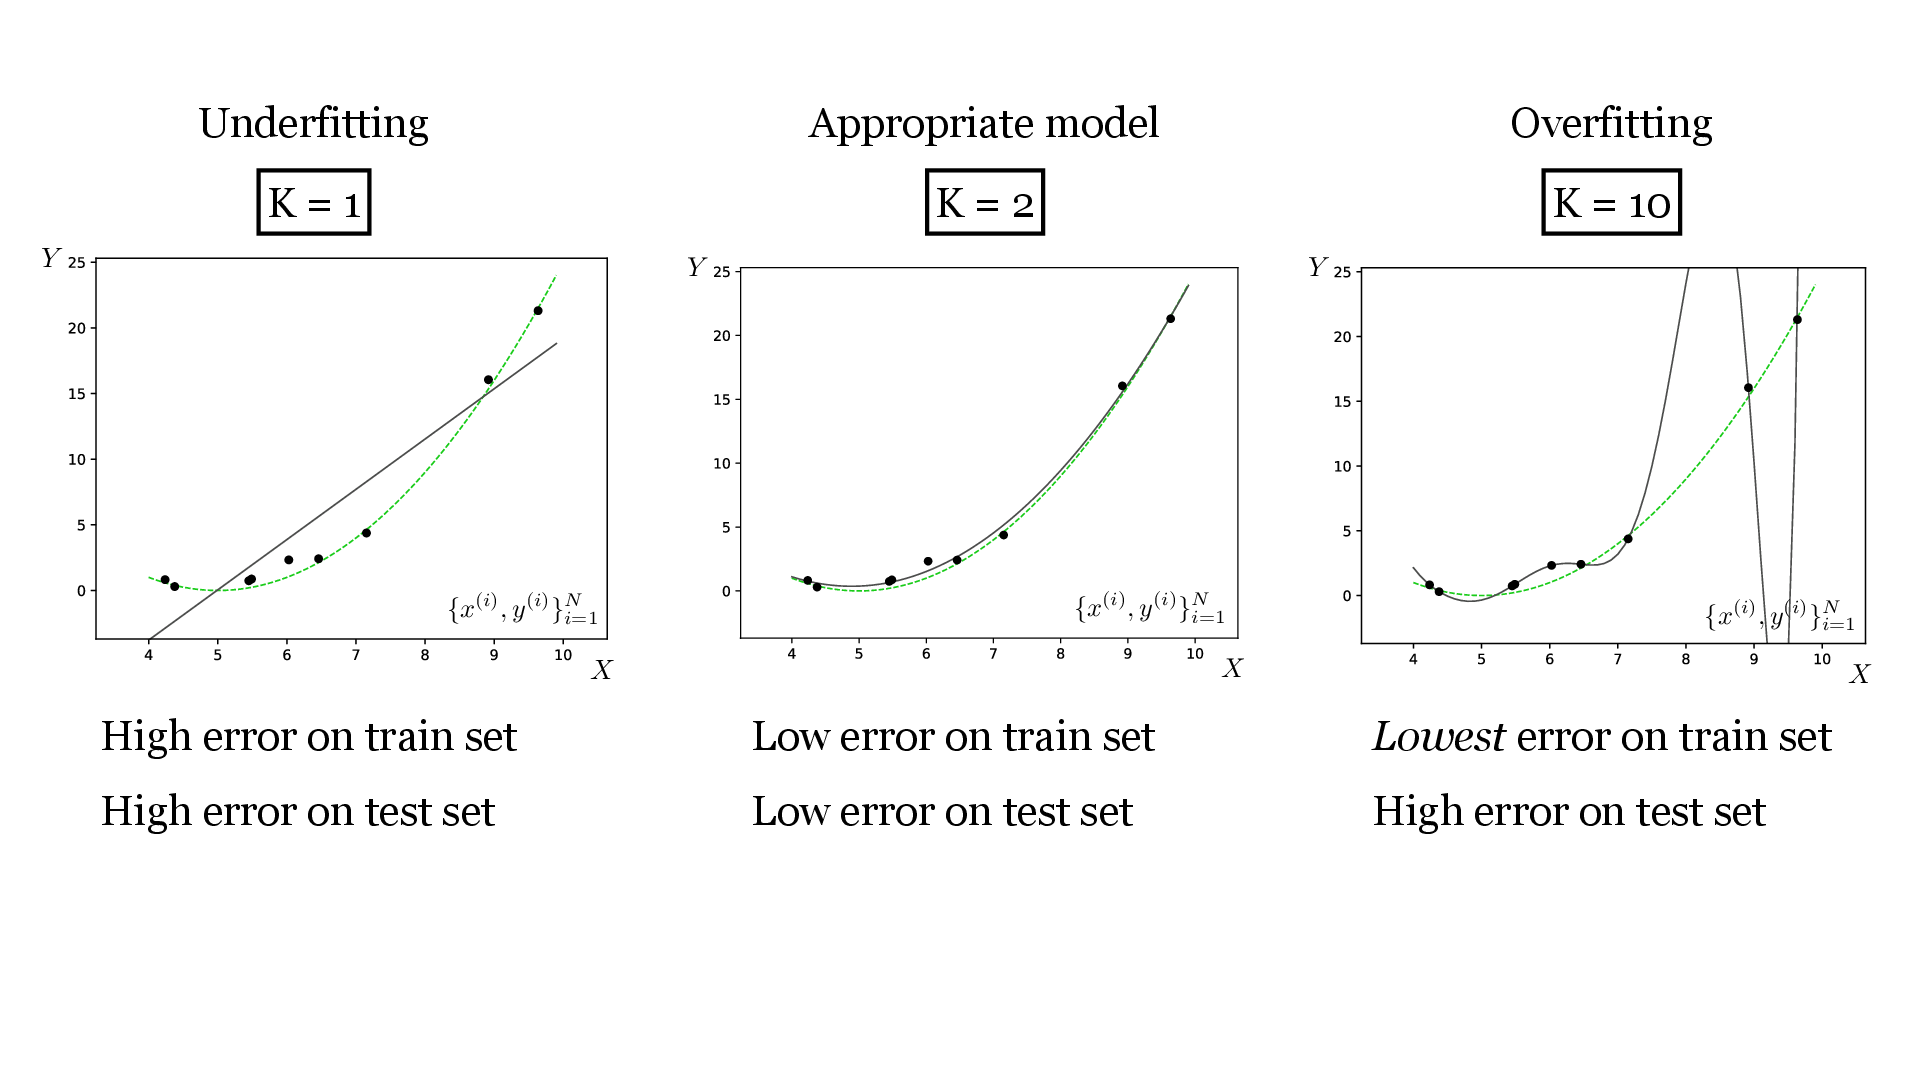 Underfitting
K = 1
Y
25
20
15
10
5
0
{x^(i), y^(i)}_{i=1}^N
4 5 6 7 8 9 10
X
High error on train set
High error on test set
Appropriate model
K = 2
Y
25
20
15
10
5
0
{x^(i), y^(i)}_{i=1}^N
4 5 6 7 8 9 10
X
Low error on train set
Low error on test set
Overfitting
K = 10
Y
25
20
15
10
5
0
{x^(i), y^(i)}_{i=1}^N
4 5 6 7 8 9 10
X
Lowest error on train set
High error on test set